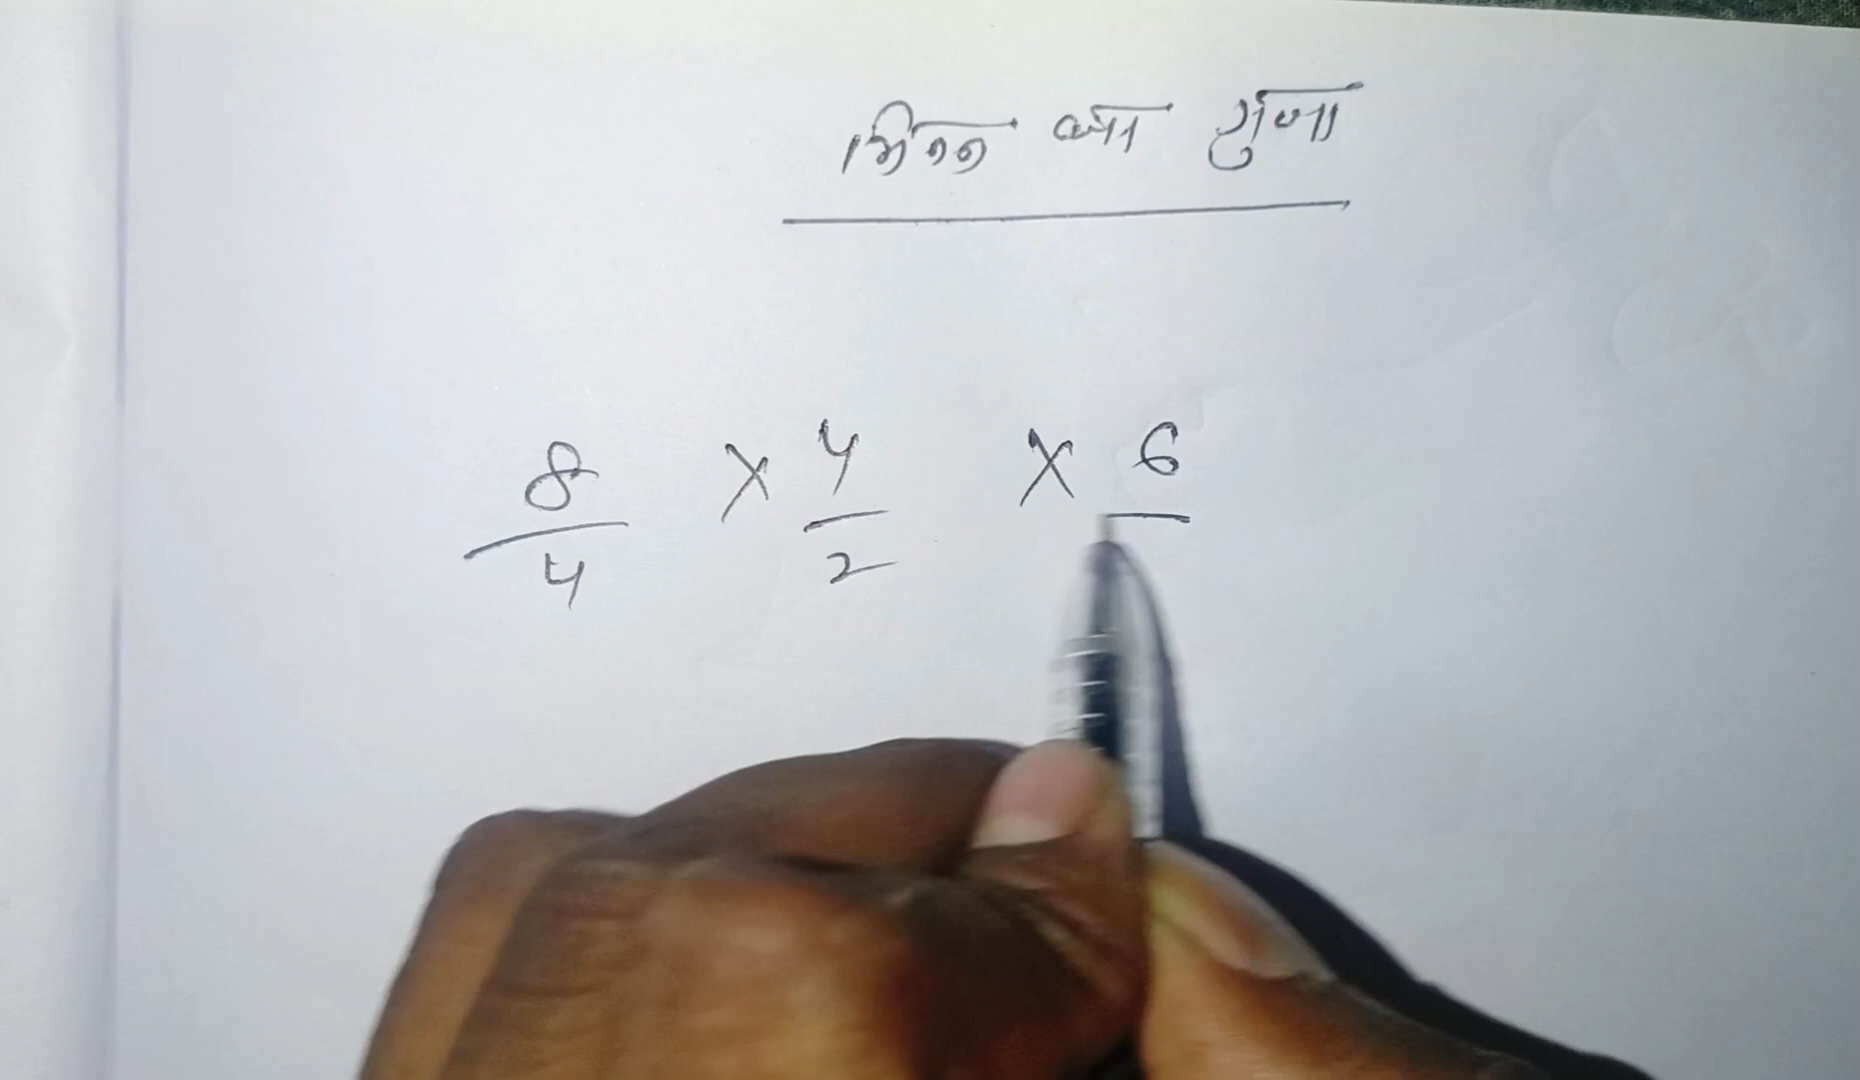 भिन्न का गुणा
8/4 × 4/2 × 6/